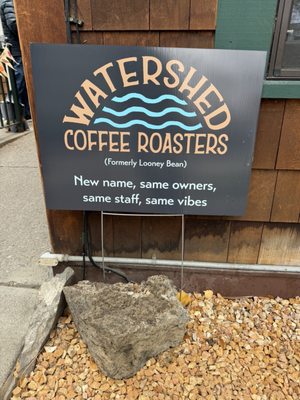 WATERSHED
COFFEE ROASTERS
(Formerly Looney Bean)
New name, same owners,
same staff, same vibes